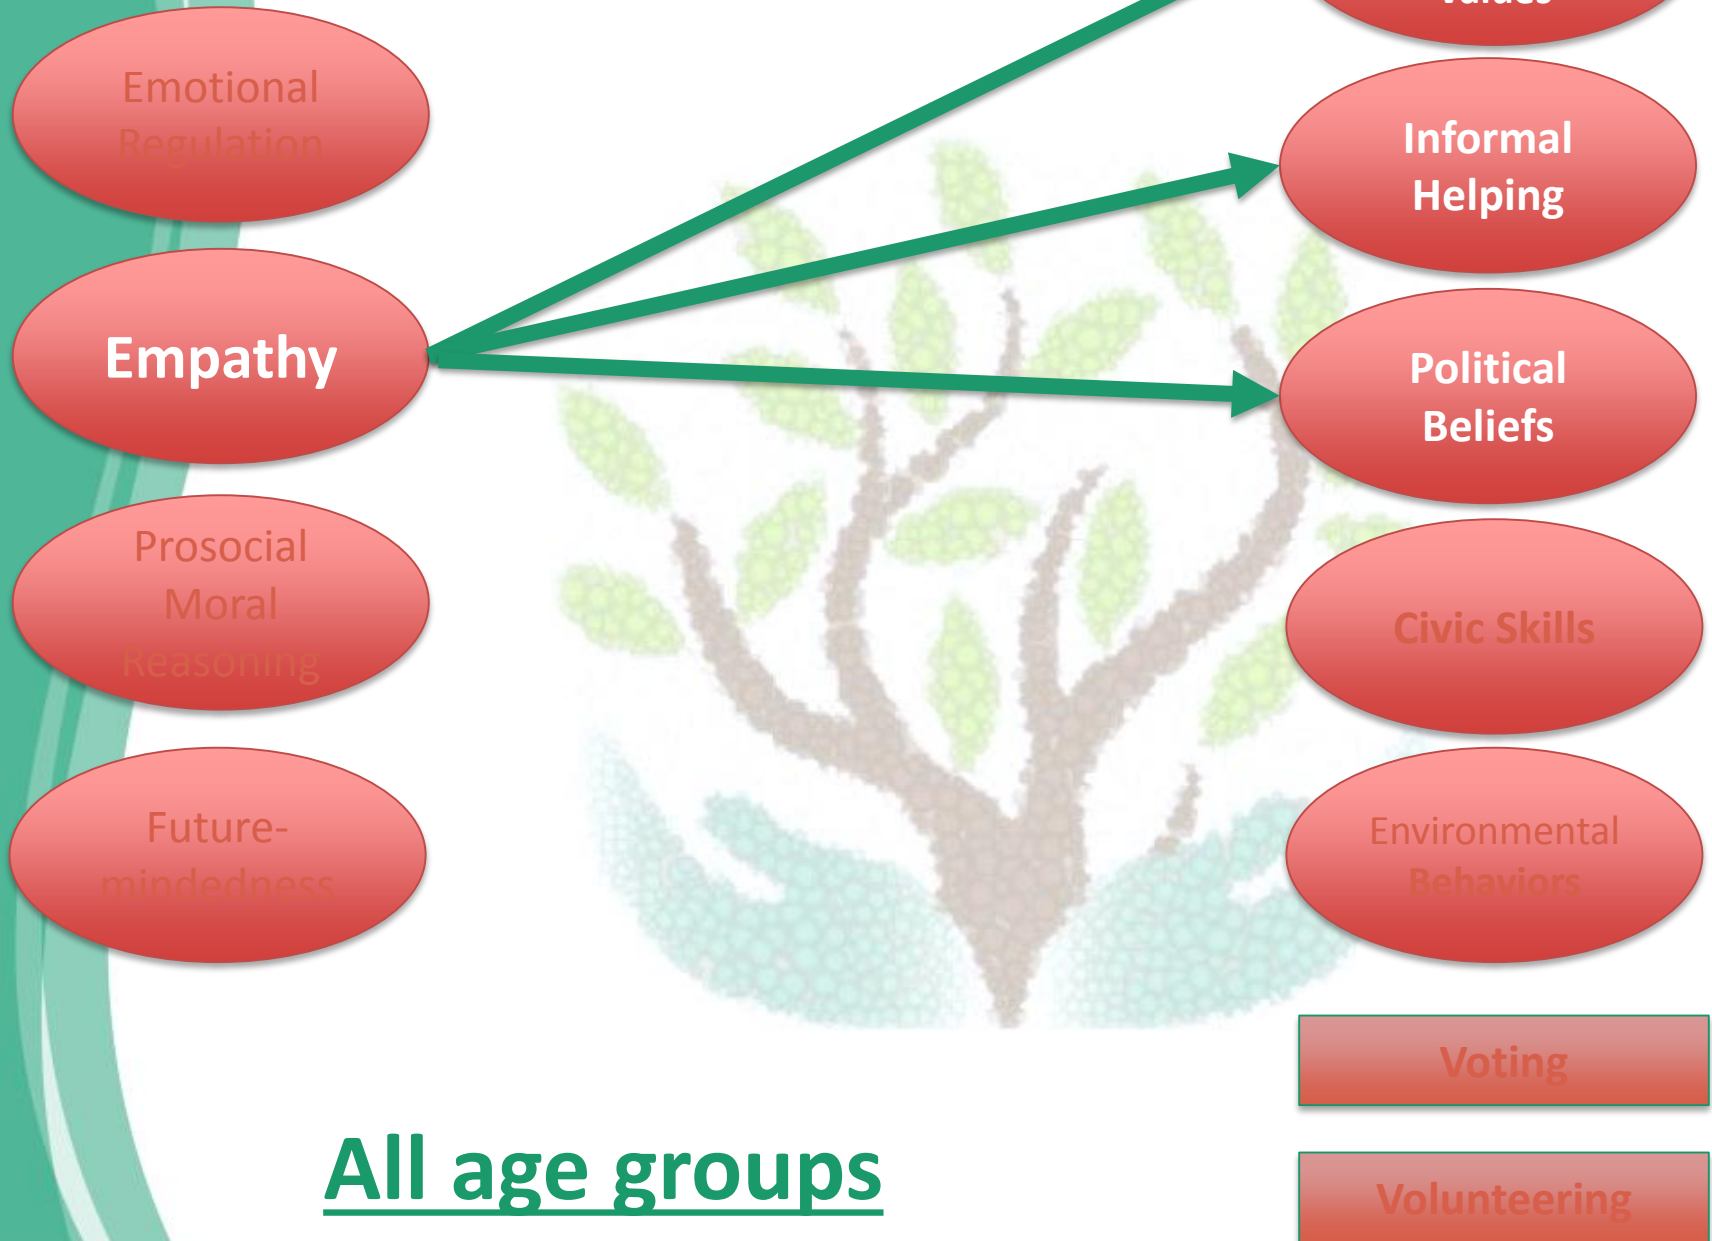 Values
Emotional
Regulation
Informal
Helping
Empathy
Political
Beliefs
Prosocial
Moral
Reasoning
Civic Skills
Future-
mindedness
Environmental
Behaviors
Voting
All age groups
Volunteering